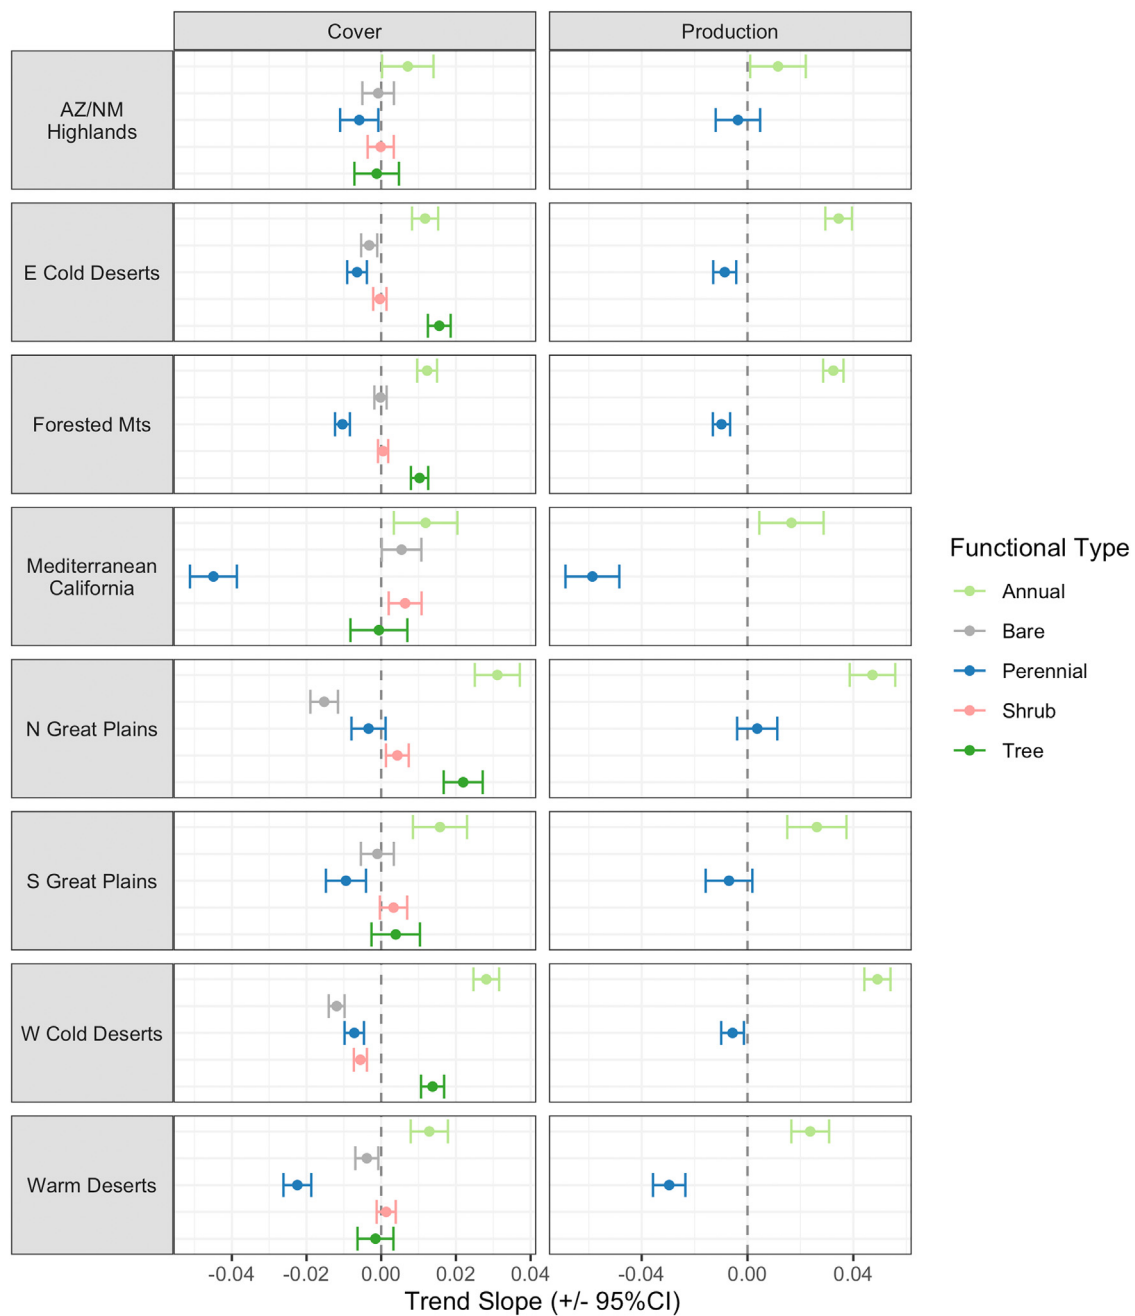 Cover
Production
AZ/NM
Highlands
E Cold Deserts
Forested Mts
Mediterranean
California
N Great Plains
S Great Plains
W Cold Deserts
Warm Deserts
Functional Type
Annual
Bare
Perennial
Shrub
Tree
-0.04 -0.02 0.00 0.02 0.04 -0.04 0.00 0.04
Trend Slope (+/- 95%CI)